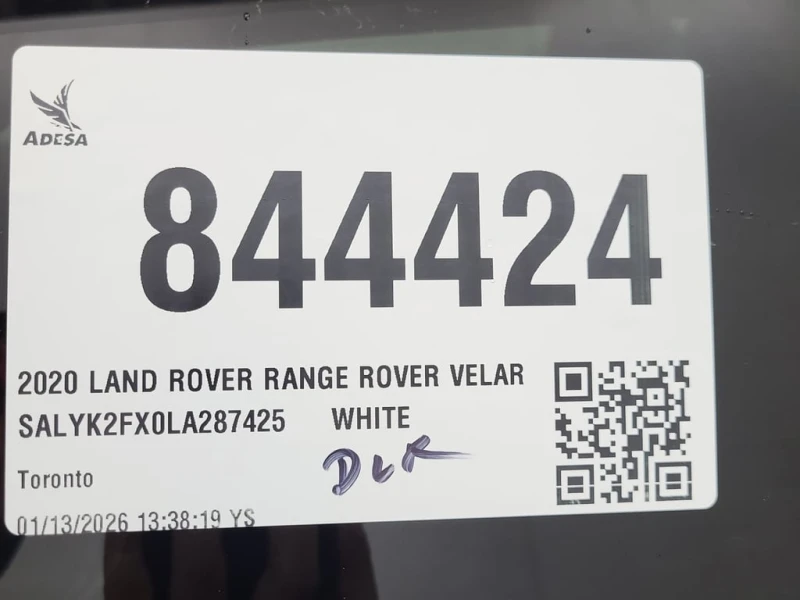 ADESA
844424
2020 LAND ROVER RANGE ROVER VELAR
SALYK2FX0LA287425 WHITE
DLR
Toronto
01/13/2026 13:38:19 YS